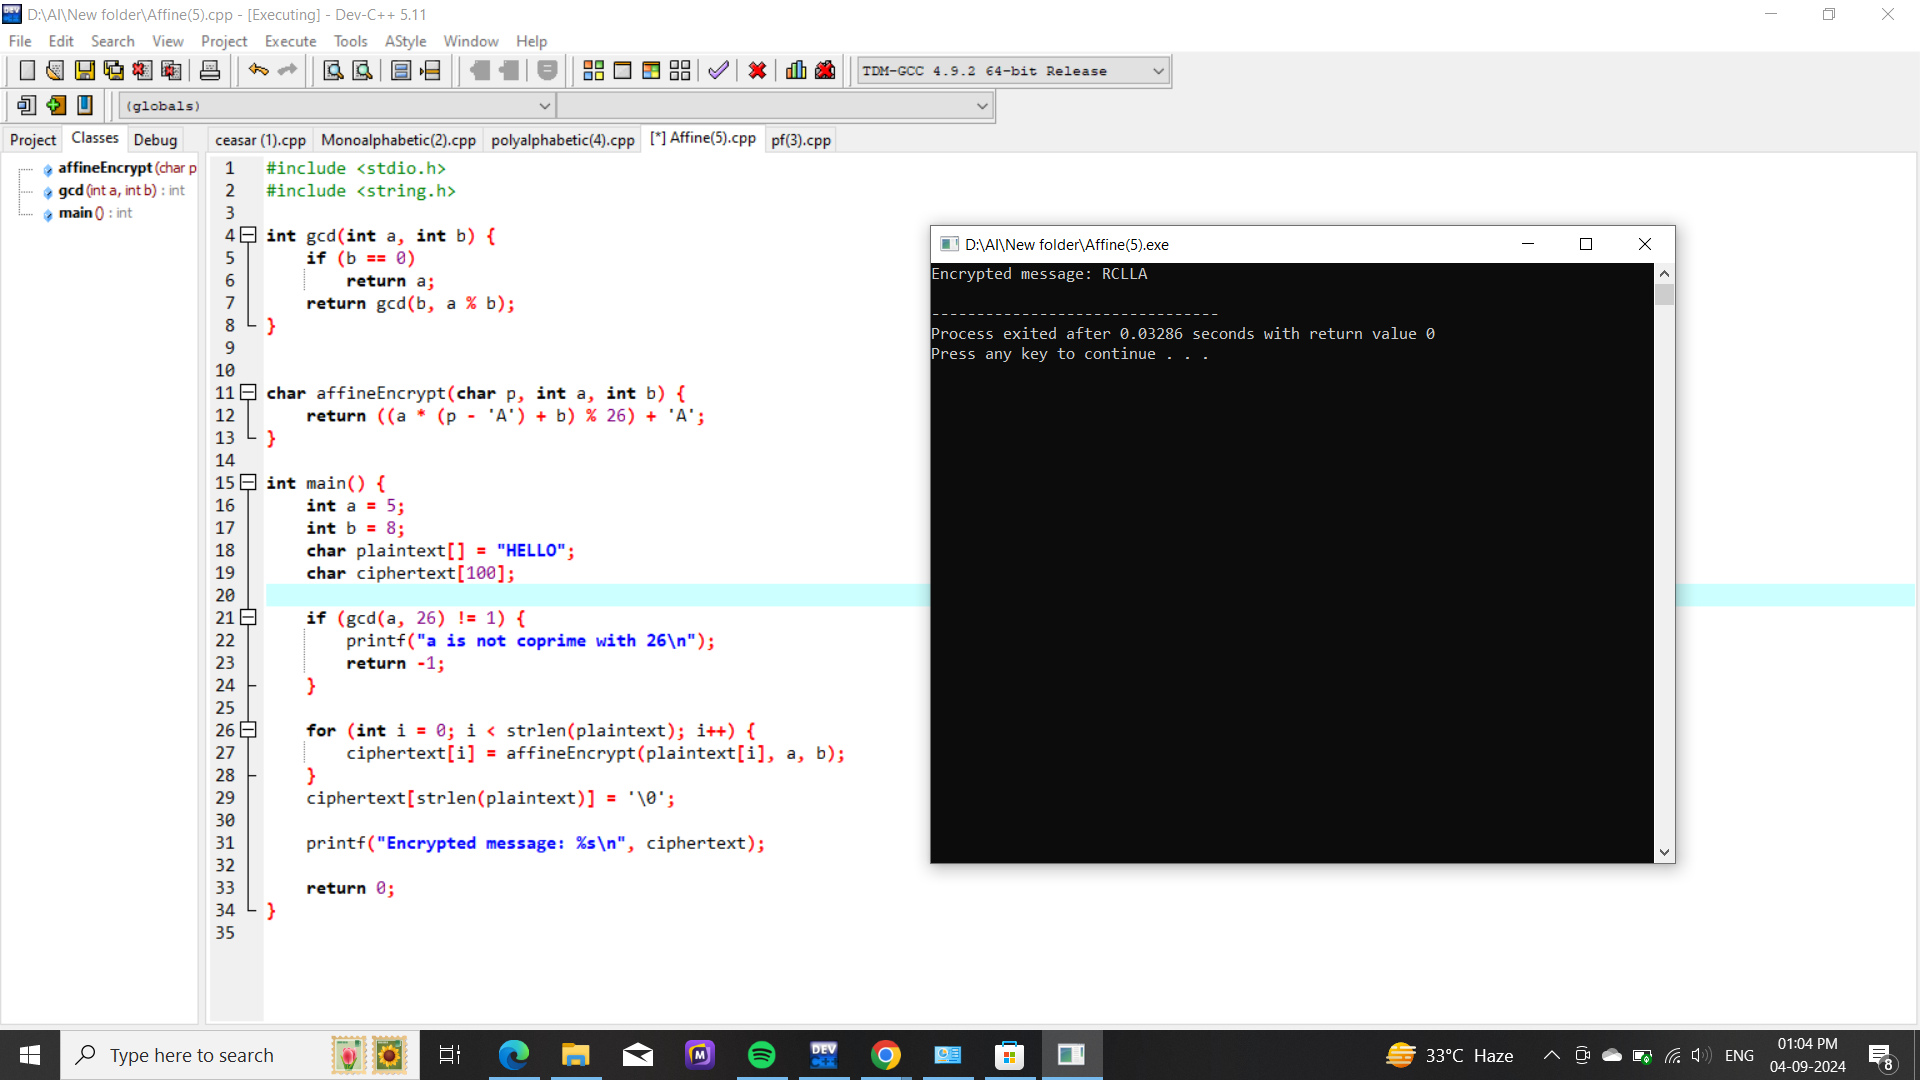 D:\AI\New folder\Affine(5).cpp - [Executing] - Dev-C++ 5.11
File Edit Search View Project Execute Tools AStyle Window Help
TDM-GCC 4.9.2 64-bit Release
(globals)
Project Classes Debug
ceasar (1).cpp Monoalphabetic(2).cpp polyalphabetic(4).cpp [*] Affine(5).cpp pf(3).cpp
affineEncrypt (char p
gcd (int a, int b) : int
main () : int
1 #include <stdio.h>
2 #include <string.h>
3
4 int gcd(int a, int b) {
5 if (b == 0)
6 return a;
7 return gcd(b, a % b);
8 }
9
10
11 char affineEncrypt(char p, int a, int b) {
12 return ((a * (p - 'A') + b) % 26) + 'A';
13 }
14
15 int main() {
16 int a = 5;
17 int b = 8;
18 char plaintext[] = "HELLO";
19 char ciphertext[100];
20
21 if (gcd(a, 26) != 1) {
22 printf("a is not coprime with 26\n");
23 return -1;
24 }
25
26 for (int i = 0; i < strlen(plaintext); i++) {
27 ciphertext[i] = affineEncrypt(plaintext[i], a, b);
28 }
29 ciphertext[strlen(plaintext)] = '\0';
30
31 printf("Encrypted message: %s\n", ciphertext);
32
33 return 0;
34 }
35
D:\AI\New folder\Affine(5).exe
Encrypted message: RCLLA
--------------------------------
Process exited after 0.03286 seconds with return value 0
Press any key to continue . . .
Type here to search
DEV C++
33°C Haze
ENG
01:04 PM
04-09-2024
8